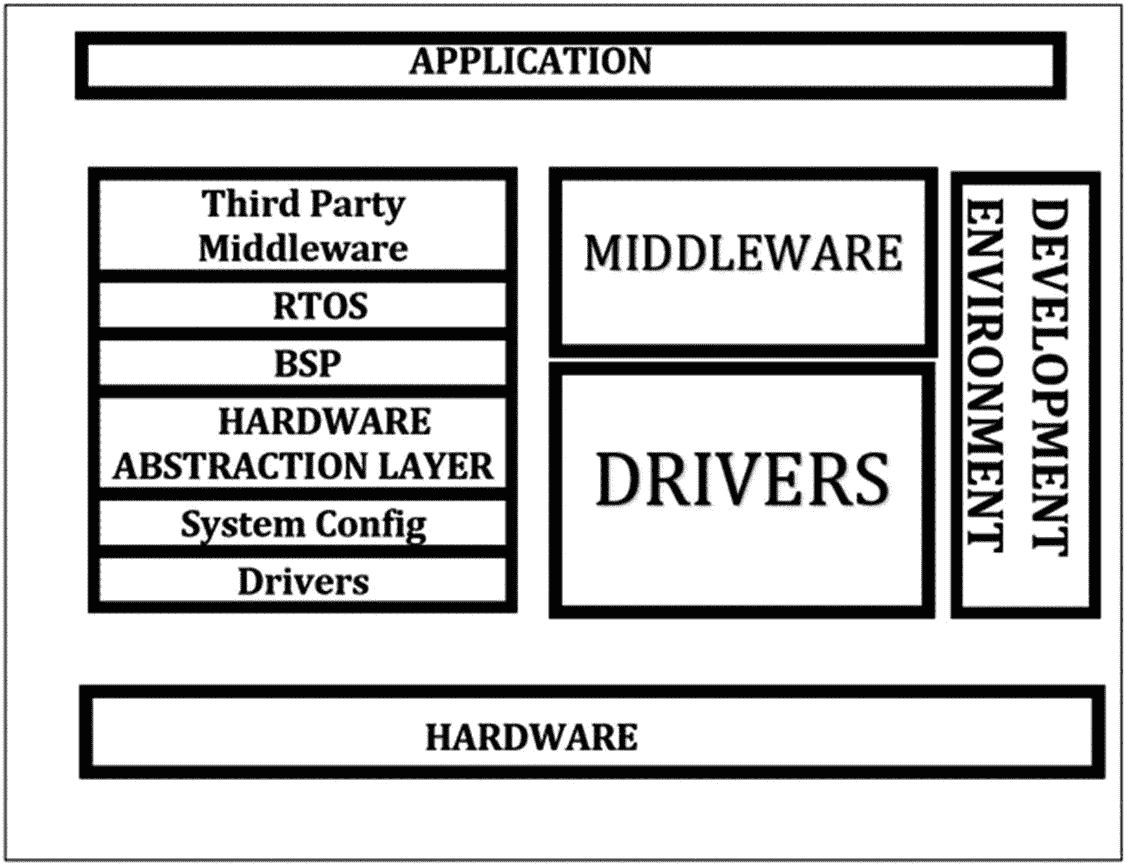 APPLICATION
Third Party
Middleware
RTOS
BSP
HARDWARE
ABSTRACTION LAYER
System Config
Drivers
MIDDLEWARE
DRIVERS
DEVELOPMENT
ENVIRONMENT
HARDWARE